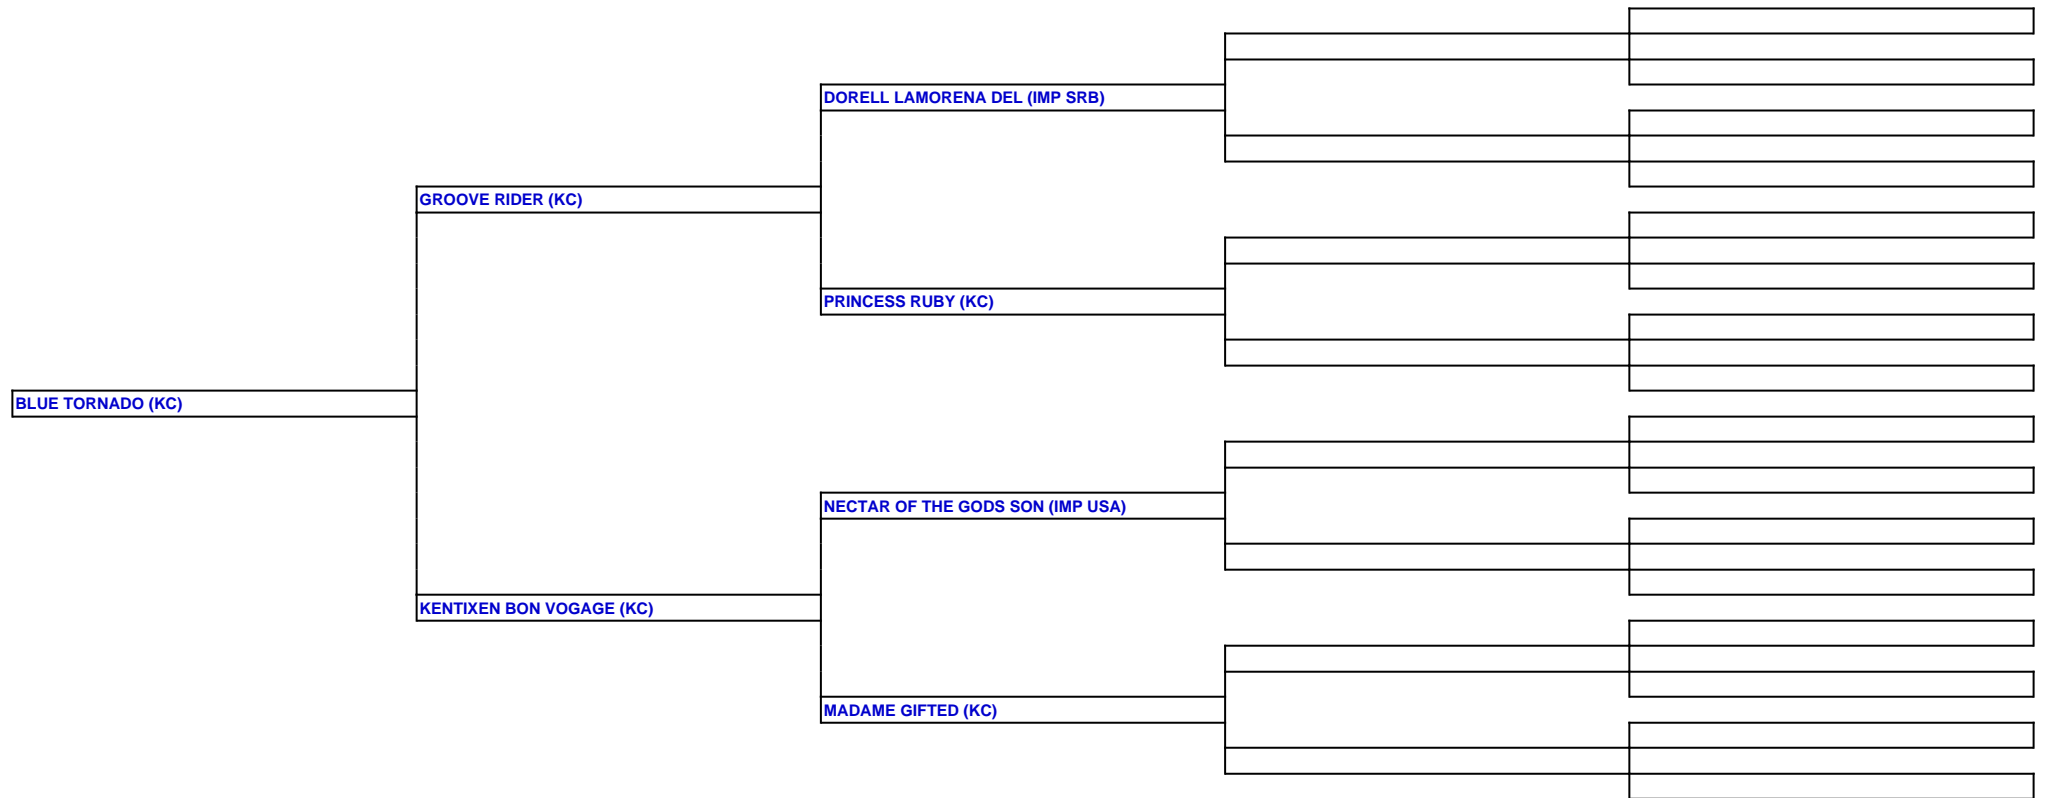 DORELL LAMORENA DEL (IMP SRB)
GROOVE RIDER (KC)
PRINCESS RUBY (KC)
BLUE TORNADO (KC)
NECTAR OF THE GODS SON (IMP USA)
KENTIXEN BON VOGAGE (KC)
MADAME GIFTED (KC)